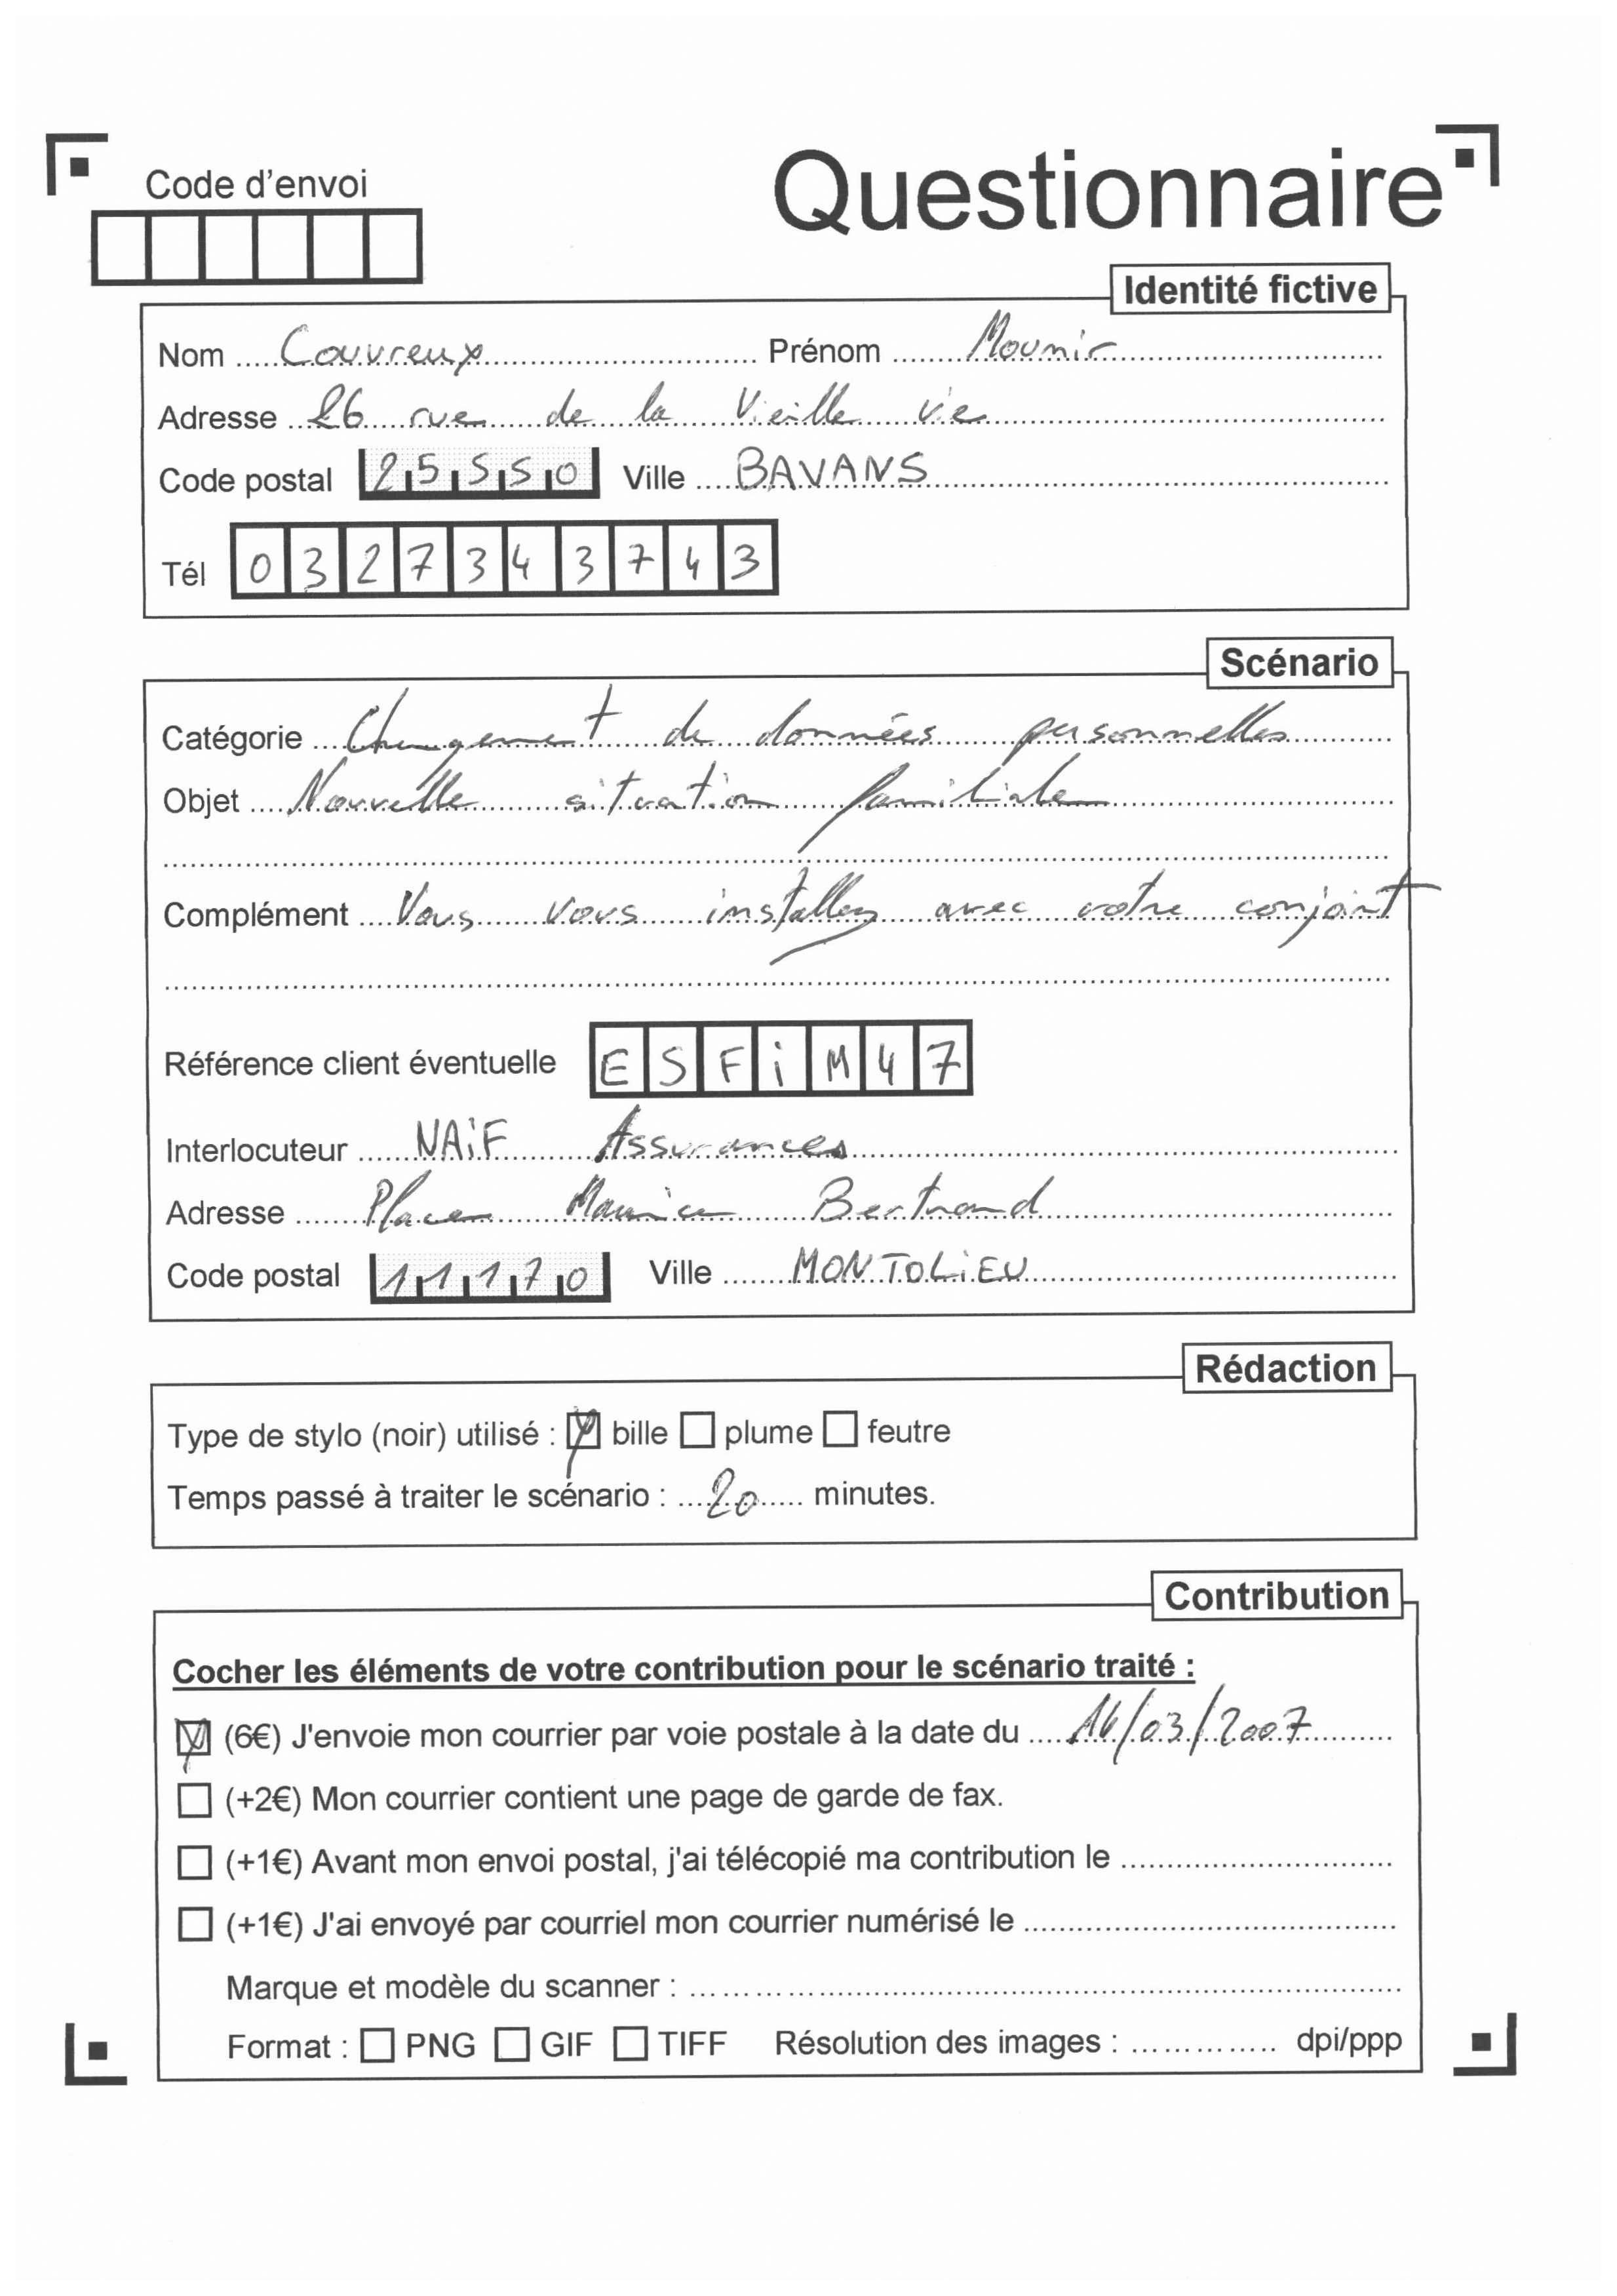 Code d'envoi
Questionnaire
Identité fictive
Nom Couvreux Prénom Mounir
Adresse 26 rue de la Vieille vie
Code postal 25550 Ville BAVANS
Tél 0327343743
Scénario
Catégorie Changement de données personnelles
Objet Nouvelle situation familiale
Complément Vous vous installez avec votre conjoint
Référence client éventuelle ESFiM47
Interlocuteur NAiF Assurances
Adresse Place Maurice Bertrand
Code postal 11170 Ville MONTOLiEU
Rédaction
Type de stylo (noir) utilisé : bille plume feutre
Temps passé à traiter le scénario : 20 minutes.
Contribution
Cocher les éléments de votre contribution pour le scénario traité :
(6€) J'envoie mon courrier par voie postale à la date du 16/03/2007
(+2€) Mon courrier contient une page de garde de fax.
(+1€) Avant mon envoi postal, j'ai télécopié ma contribution le
(+1€) J'ai envoyé par courriel mon courrier numérisé le
Marque et modèle du scanner :
Format : PNG GIF TIFF Résolution des images : dpi/ppp